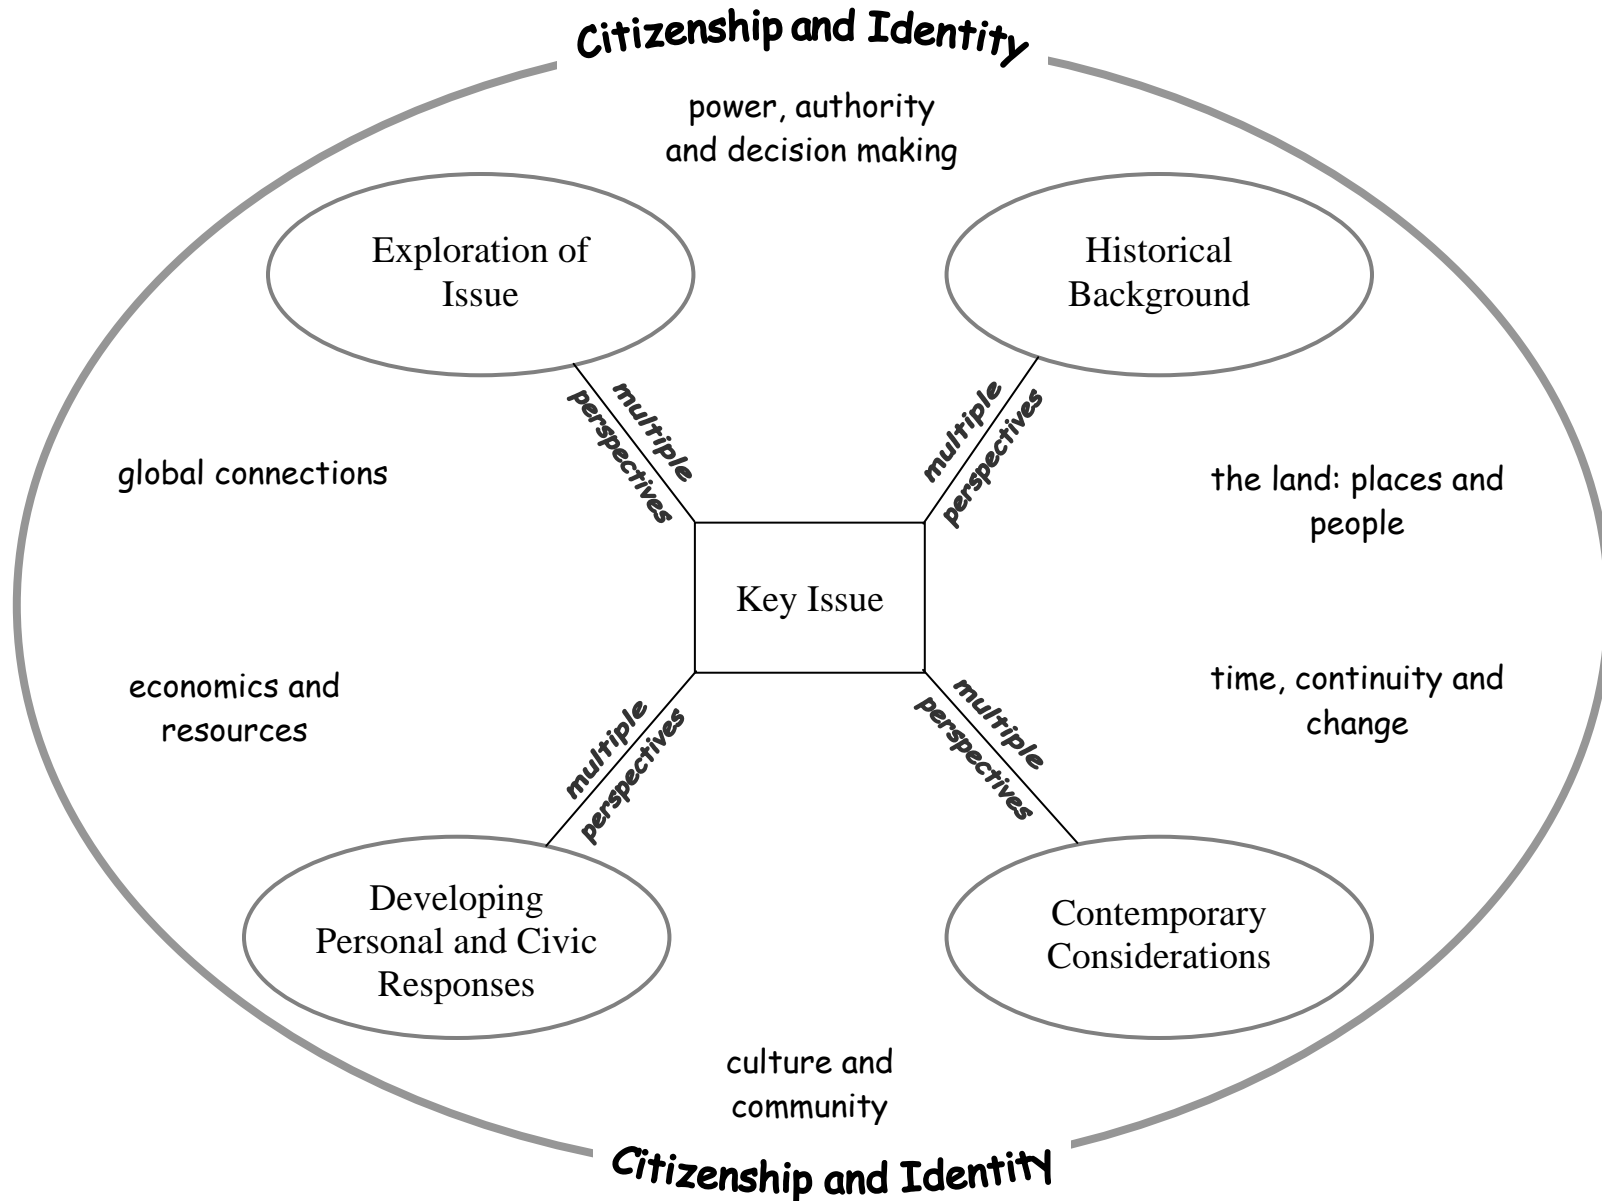 Citizenship and Identity
power, authority
and decision making
Exploration of
Issue
Historical
Background
multiple
perspectives
multiple
perspectives
global connections
the land: places and
people
Key Issue
economics and
resources
time, continuity and
change
multiple
perspectives
multiple
perspectives
Developing
Personal and Civic
Responses
Contemporary
Considerations
culture and
community
Citizenship and Identity